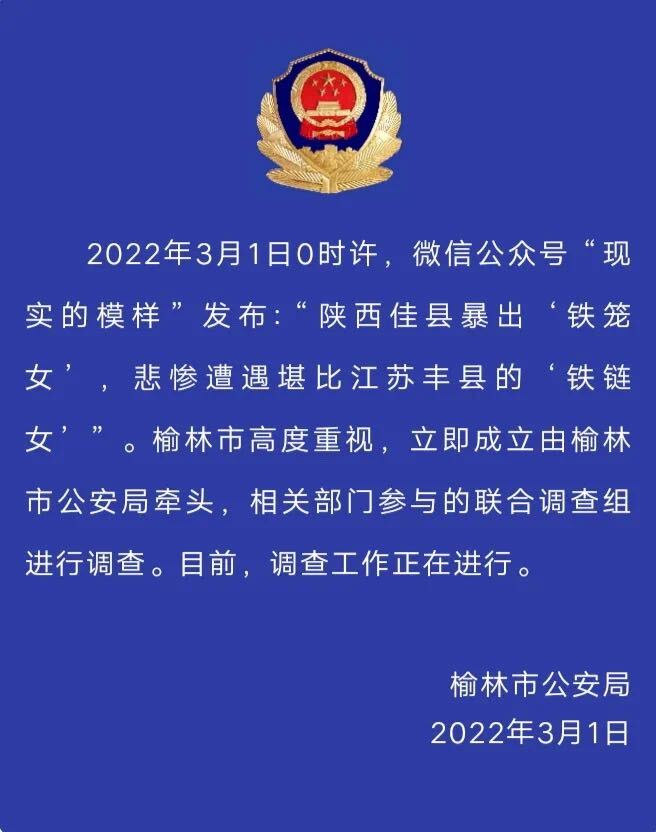 2022年3月1日0时许，微信公众号“现
实的模样”发布：“陕西佳县暴出‘铁笼
女’，悲惨遭遇堪比江苏丰县的‘铁链
女’”。榆林市高度重视，立即成立由榆林
市公安局牵头，相关部门参与的联合调查组
进行调查。目前，调查工作正在进行。
榆林市公安局
2022年3月1日